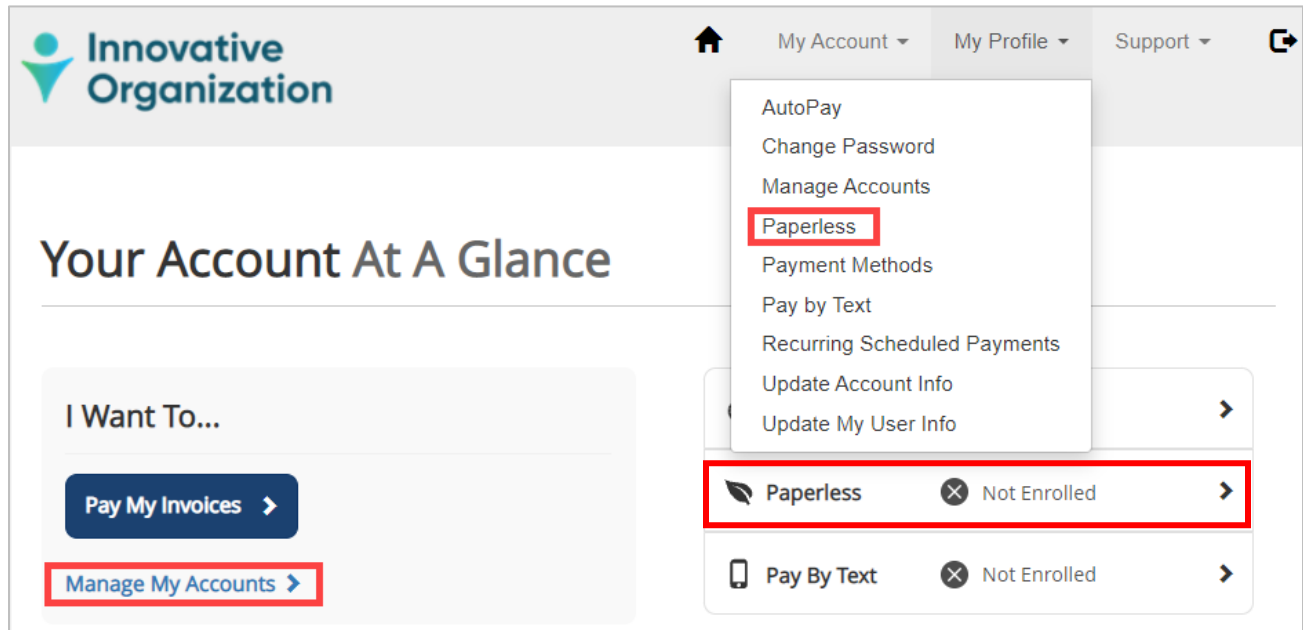 Innovative
Organization
My Account
My Profile
Support
AutoPay
Change Password
Manage Accounts
Paperless
Payment Methods
Pay by Text
Recurring Scheduled Payments
Update Account Info
Update My User Info
Your Account At A Glance
I Want To...
Pay My Invoices
Manage My Accounts
Paperless Not Enrolled
Pay By Text Not Enrolled